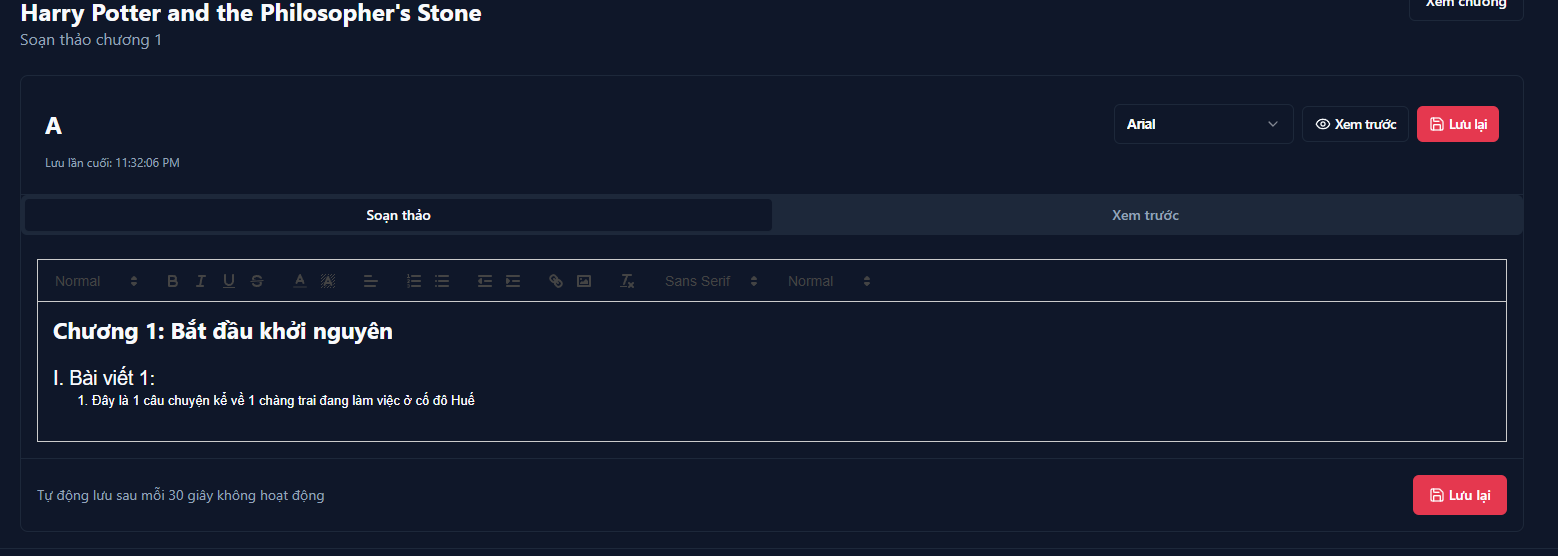 Harry Potter and the Philosopher's Stone
Xem chương
Soạn thảo chương 1
A
Arial
Xem trước
Lưu lại
Lưu lần cuối: 11:32:06 PM
Soạn thảo
Xem trước
Normal
B I U S A A
Sans Serif
Normal
Chương 1: Bắt đầu khởi nguyên
I. Bài viết 1:
1. Đây là 1 câu chuyện kể về 1 chàng trai đang làm việc ở cố đô Huế
Tự động lưu sau mỗi 30 giây không hoạt động
Lưu lại